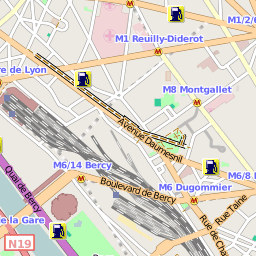 M1/2/6
M1 Reuilly-Diderot
re de Lyon
M8 Montgallet
Avenue Daumesnil
M6/14 Bercy
M6/8
Quai de Bercy
Boulevard de Bercy
M6 Dugommier
Rue Taine
e la Gare
Rue de Cha
N19